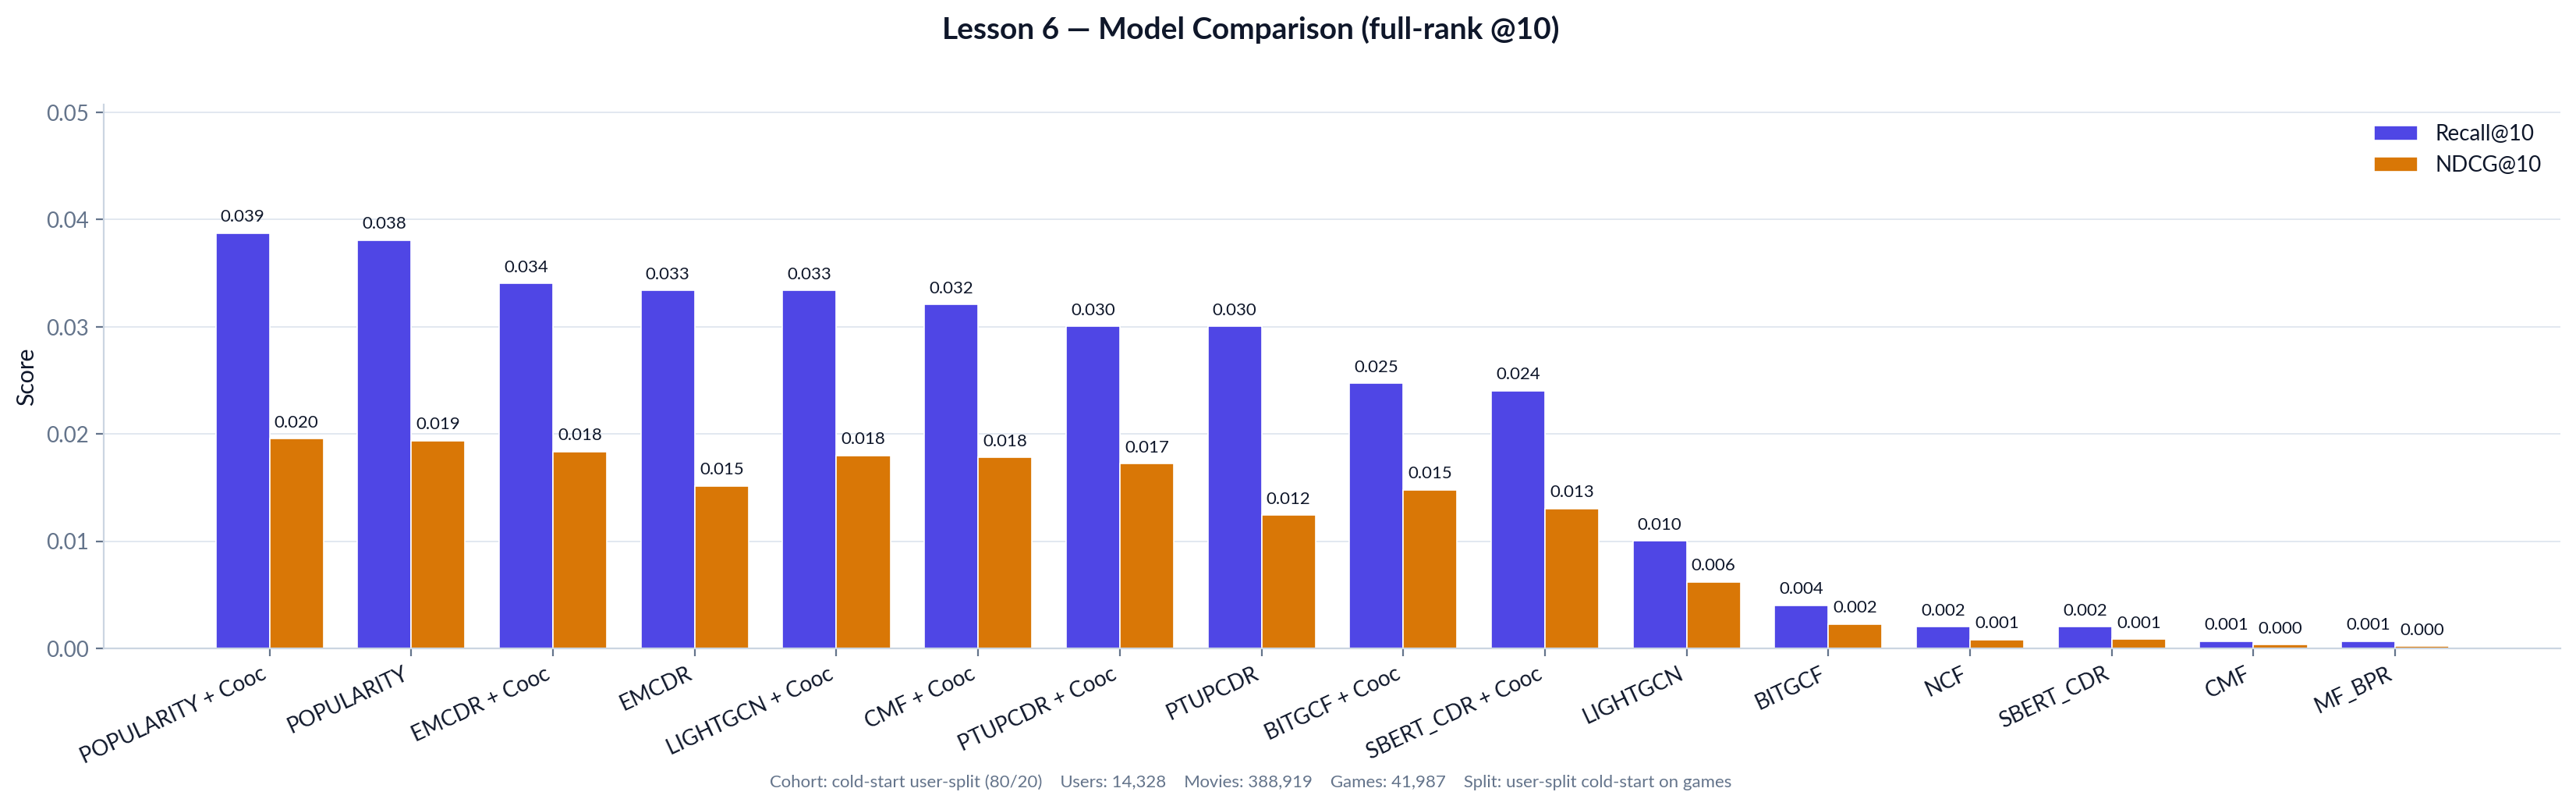 Lesson 6 — Model Comparison (full-rank @10)
0.05
0.04
0.03
0.02
0.01
0.00
Score
Recall@10
NDCG@10
0.039
0.020
0.038
0.019
0.034
0.018
0.033
0.015
0.033
0.018
0.032
0.018
0.030
0.017
0.030
0.012
0.025
0.015
0.024
0.013
0.010
0.006
0.004
0.002
0.002
0.001
0.002
0.001
0.001
0.000
0.001
0.000
POPULARITY + Cooc
POPULARITY
EMCDR + Cooc
EMCDR
LIGHTGCN + Cooc
CMF + Cooc
PTUPCDR + Cooc
PTUPCDR
BITGCF + Cooc
SBERT_CDR + Cooc
LIGHTGCN
BITGCF
NCF
SBERT_CDR
CMF
MF_BPR
Cohort: cold-start user-split (80/20) Users: 14,328 Movies: 388,919 Games: 41,987 Split: user-split cold-start on games